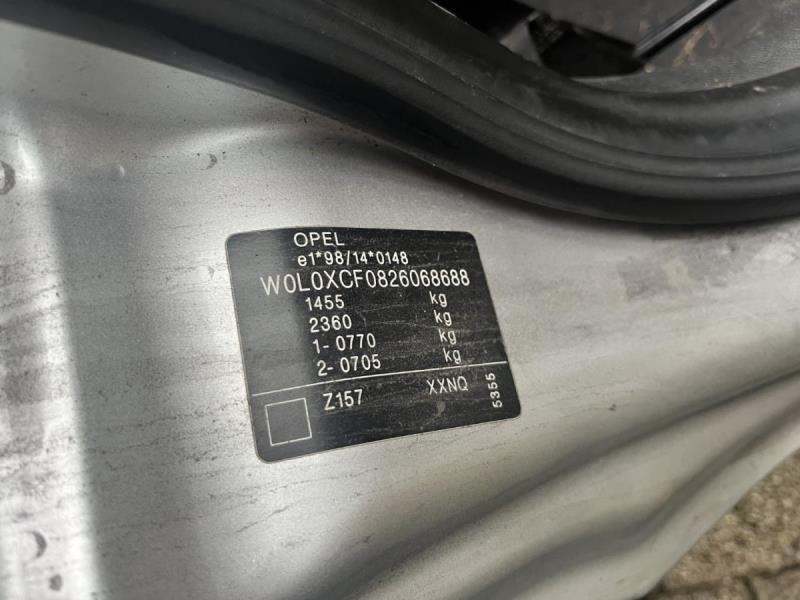 OPEL
e1*98/14*0148
W0L0XCF0826068688
1455 kg
2360 kg
1- 0770 kg
2- 0705 kg
Z157 XXNQ 5355